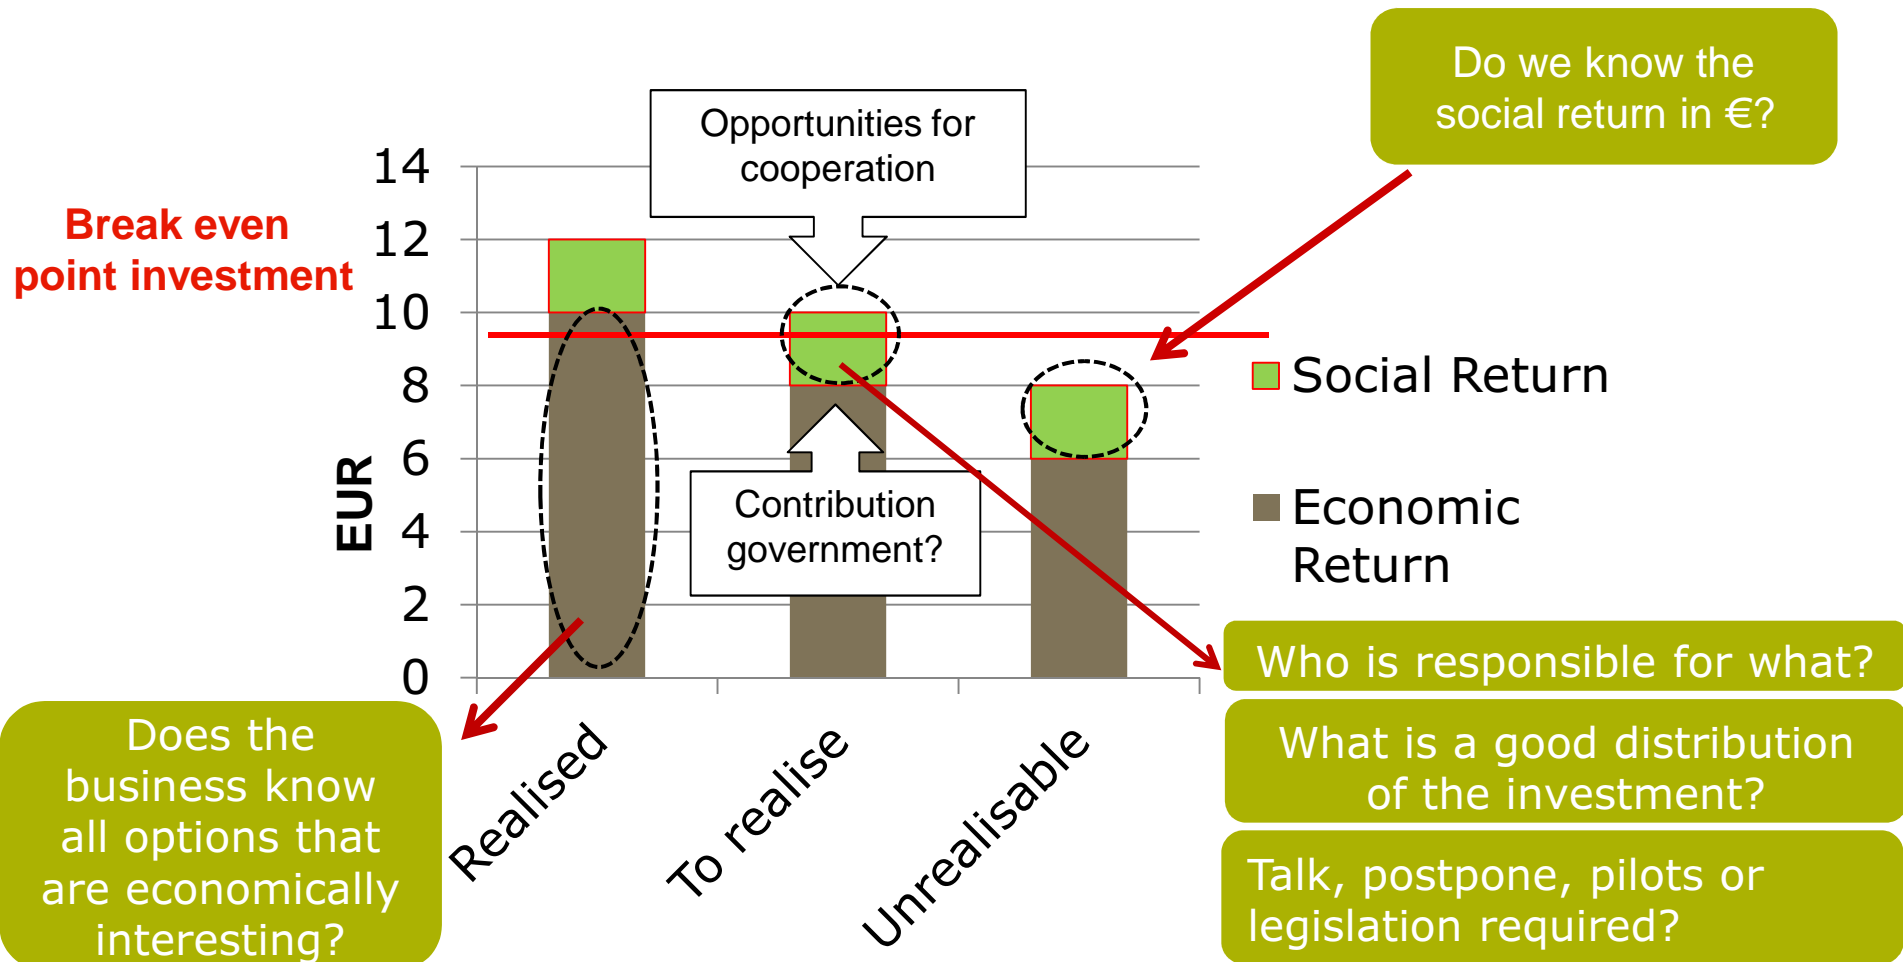 Do we know the
social return in €?
Opportunities for
cooperation
Break even
point investment
14
12
10
8
6
4
2
0
EUR
Contribution
government?
Social Return
Economic
Return
Realised
To realise
Unrealisable
Does the
business know
all options that
are economically
interesting?
Who is responsible for what?
What is a good distribution
of the investment?
Talk, postpone, pilots or
legislation required?